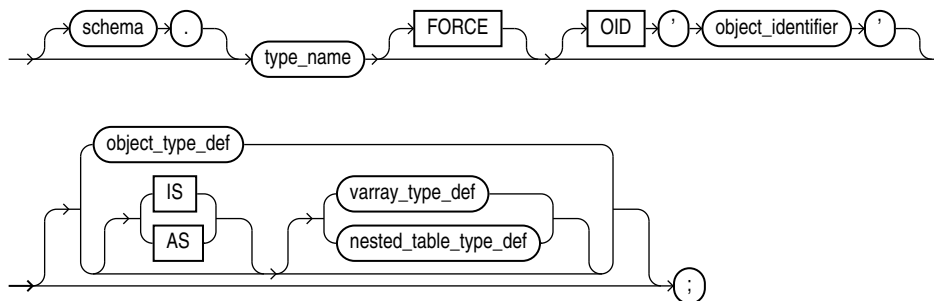 schema .
FORCE
OID ' object_identifier '
type_name
object_type_def
IS
varray_type_def
AS
nested_table_type_def
;